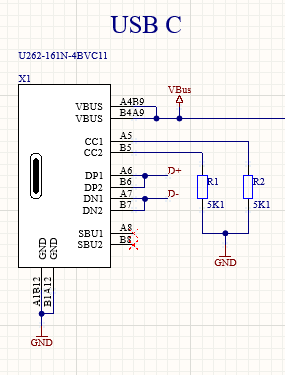 USB C
U262-161N-4BVC11
X1
VBus
VBUS A4B9
VBUS B4A9
CC1 A5
CC2 B5
DP1 A6 D+
DP2 B6
DN1 A7 D-
DN2 B7
R1 R2
5K1 5K1
SBU1 A8
SBU2 B8
GND GND
GND
A1B12 B1A12
GND